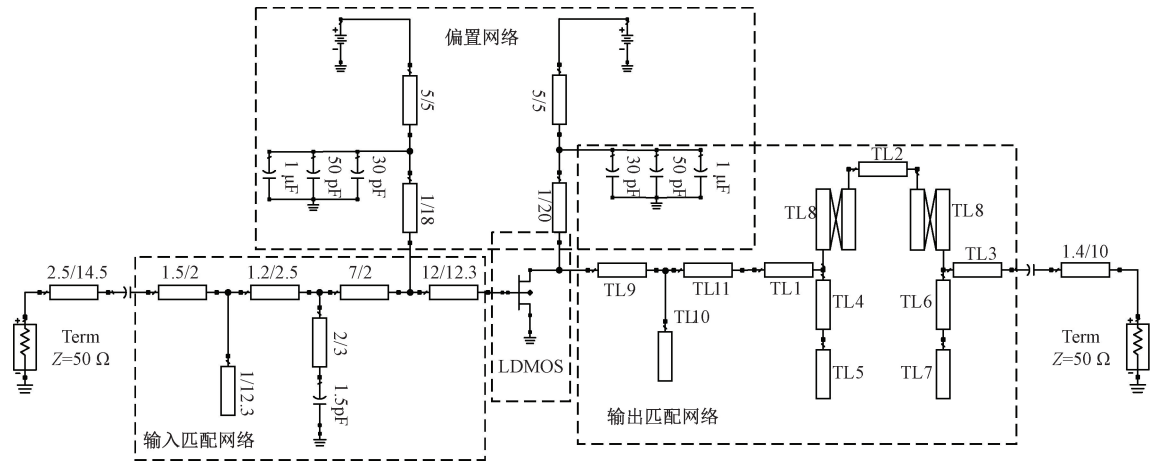 偏置网络
5/5
5/5
1 μF
50 pF
30 pF
1/18
1/20
30 pF
50 pF
1 μF
TL2
TL8
TL8
2.5/14.5
1.5/2
1.2/2.5
7/2
12/12.3
TL9
TL11
TL1
TL3
1.4/10
Term
Z=50 Ω
1/12.3
2/3
1.5pF
LDMOS
TL10
TL4
TL6
TL5
TL7
Term
Z=50 Ω
输入匹配网络
输出匹配网络